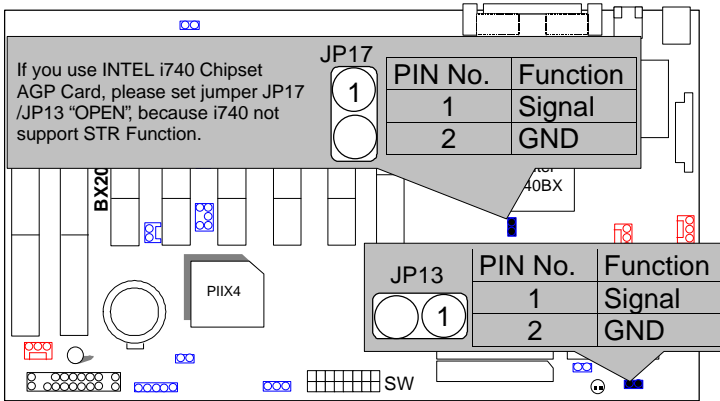 If you use INTEL i740 Chipset
AGP Card, please set jumper JP17
/JP13 “OPEN”, because i740 not
support STR Function.
JP17
1
PIN No. Function
1 Signal
2 GND
40BX
BX20
PIIX4
JP13
1
PIN No. Function
1 Signal
2 GND
SW